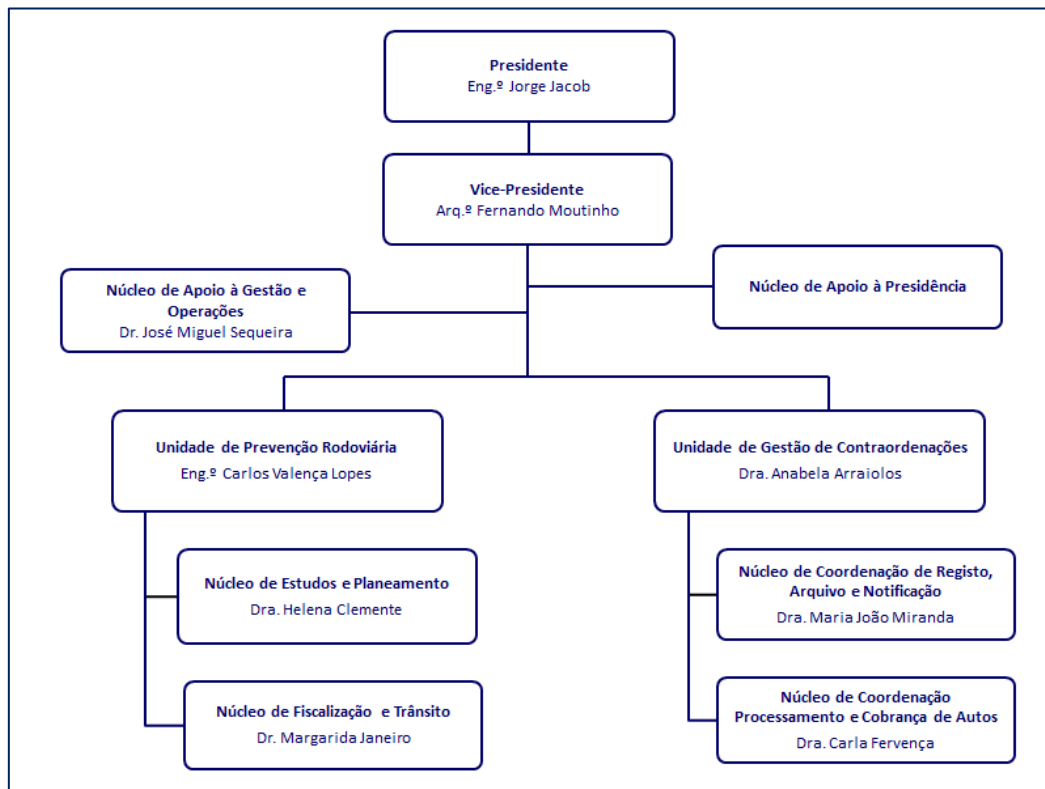 Presidente
Eng.º Jorge Jacob
Vice-Presidente
Arq.º Fernando Moutinho
Núcleo de Apoio à Gestão e
Operações
Dr. José Miguel Sequeira
Núcleo de Apoio à Presidência
Unidade de Prevenção Rodoviária
Eng.º Carlos Valença Lopes
Unidade de Gestão de Contraordenações
Dra. Anabela Arraiolos
Núcleo de Estudos e Planeamento
Dra. Helena Clemente
Núcleo de Coordenação de Registo,
Arquivo e Notificação
Dra. Maria João Miranda
Núcleo de Fiscalização e Trânsito
Dr. Margarida Janeiro
Núcleo de Coordenação
Processamento e Cobrança de Autos
Dra. Carla Fervença